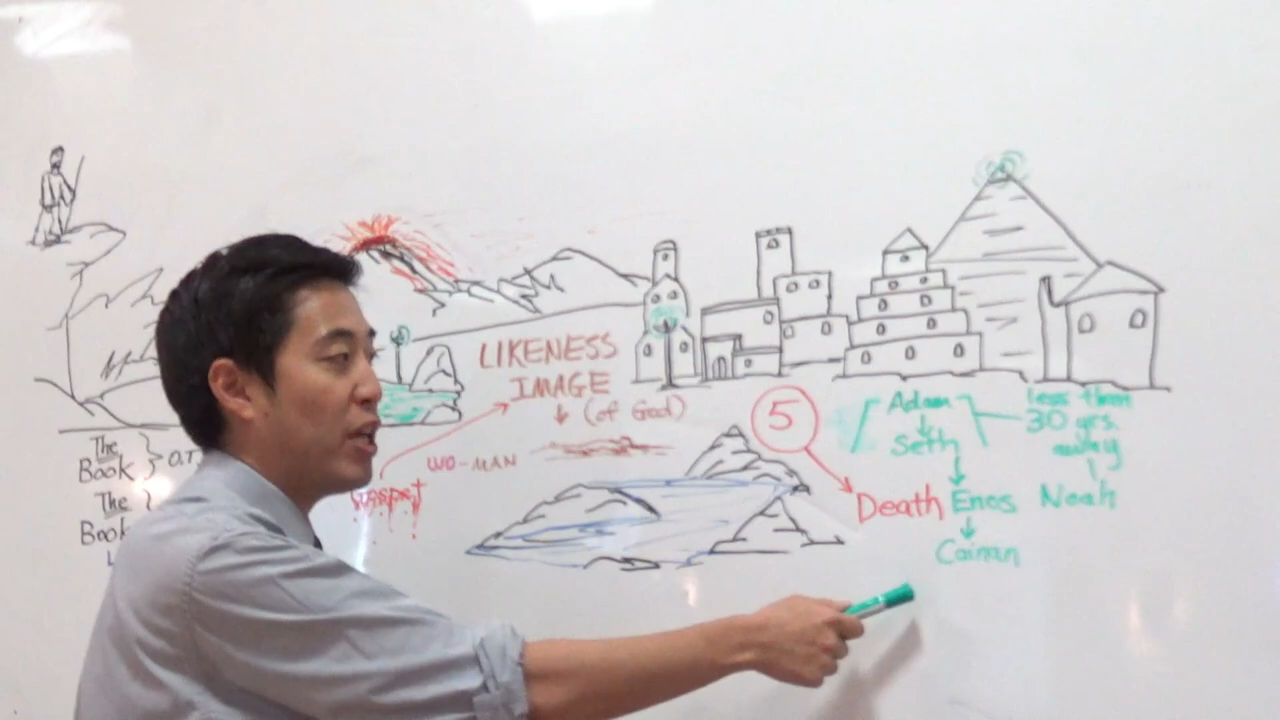 The
Book } O.T
The
Book
LIKENESS
IMAGE
↓ (of God)
WO-MAN
5
Adam
↓
Seth
↓
Death Enos
↓
Cainan
less than
30 yrs.
away
Noah